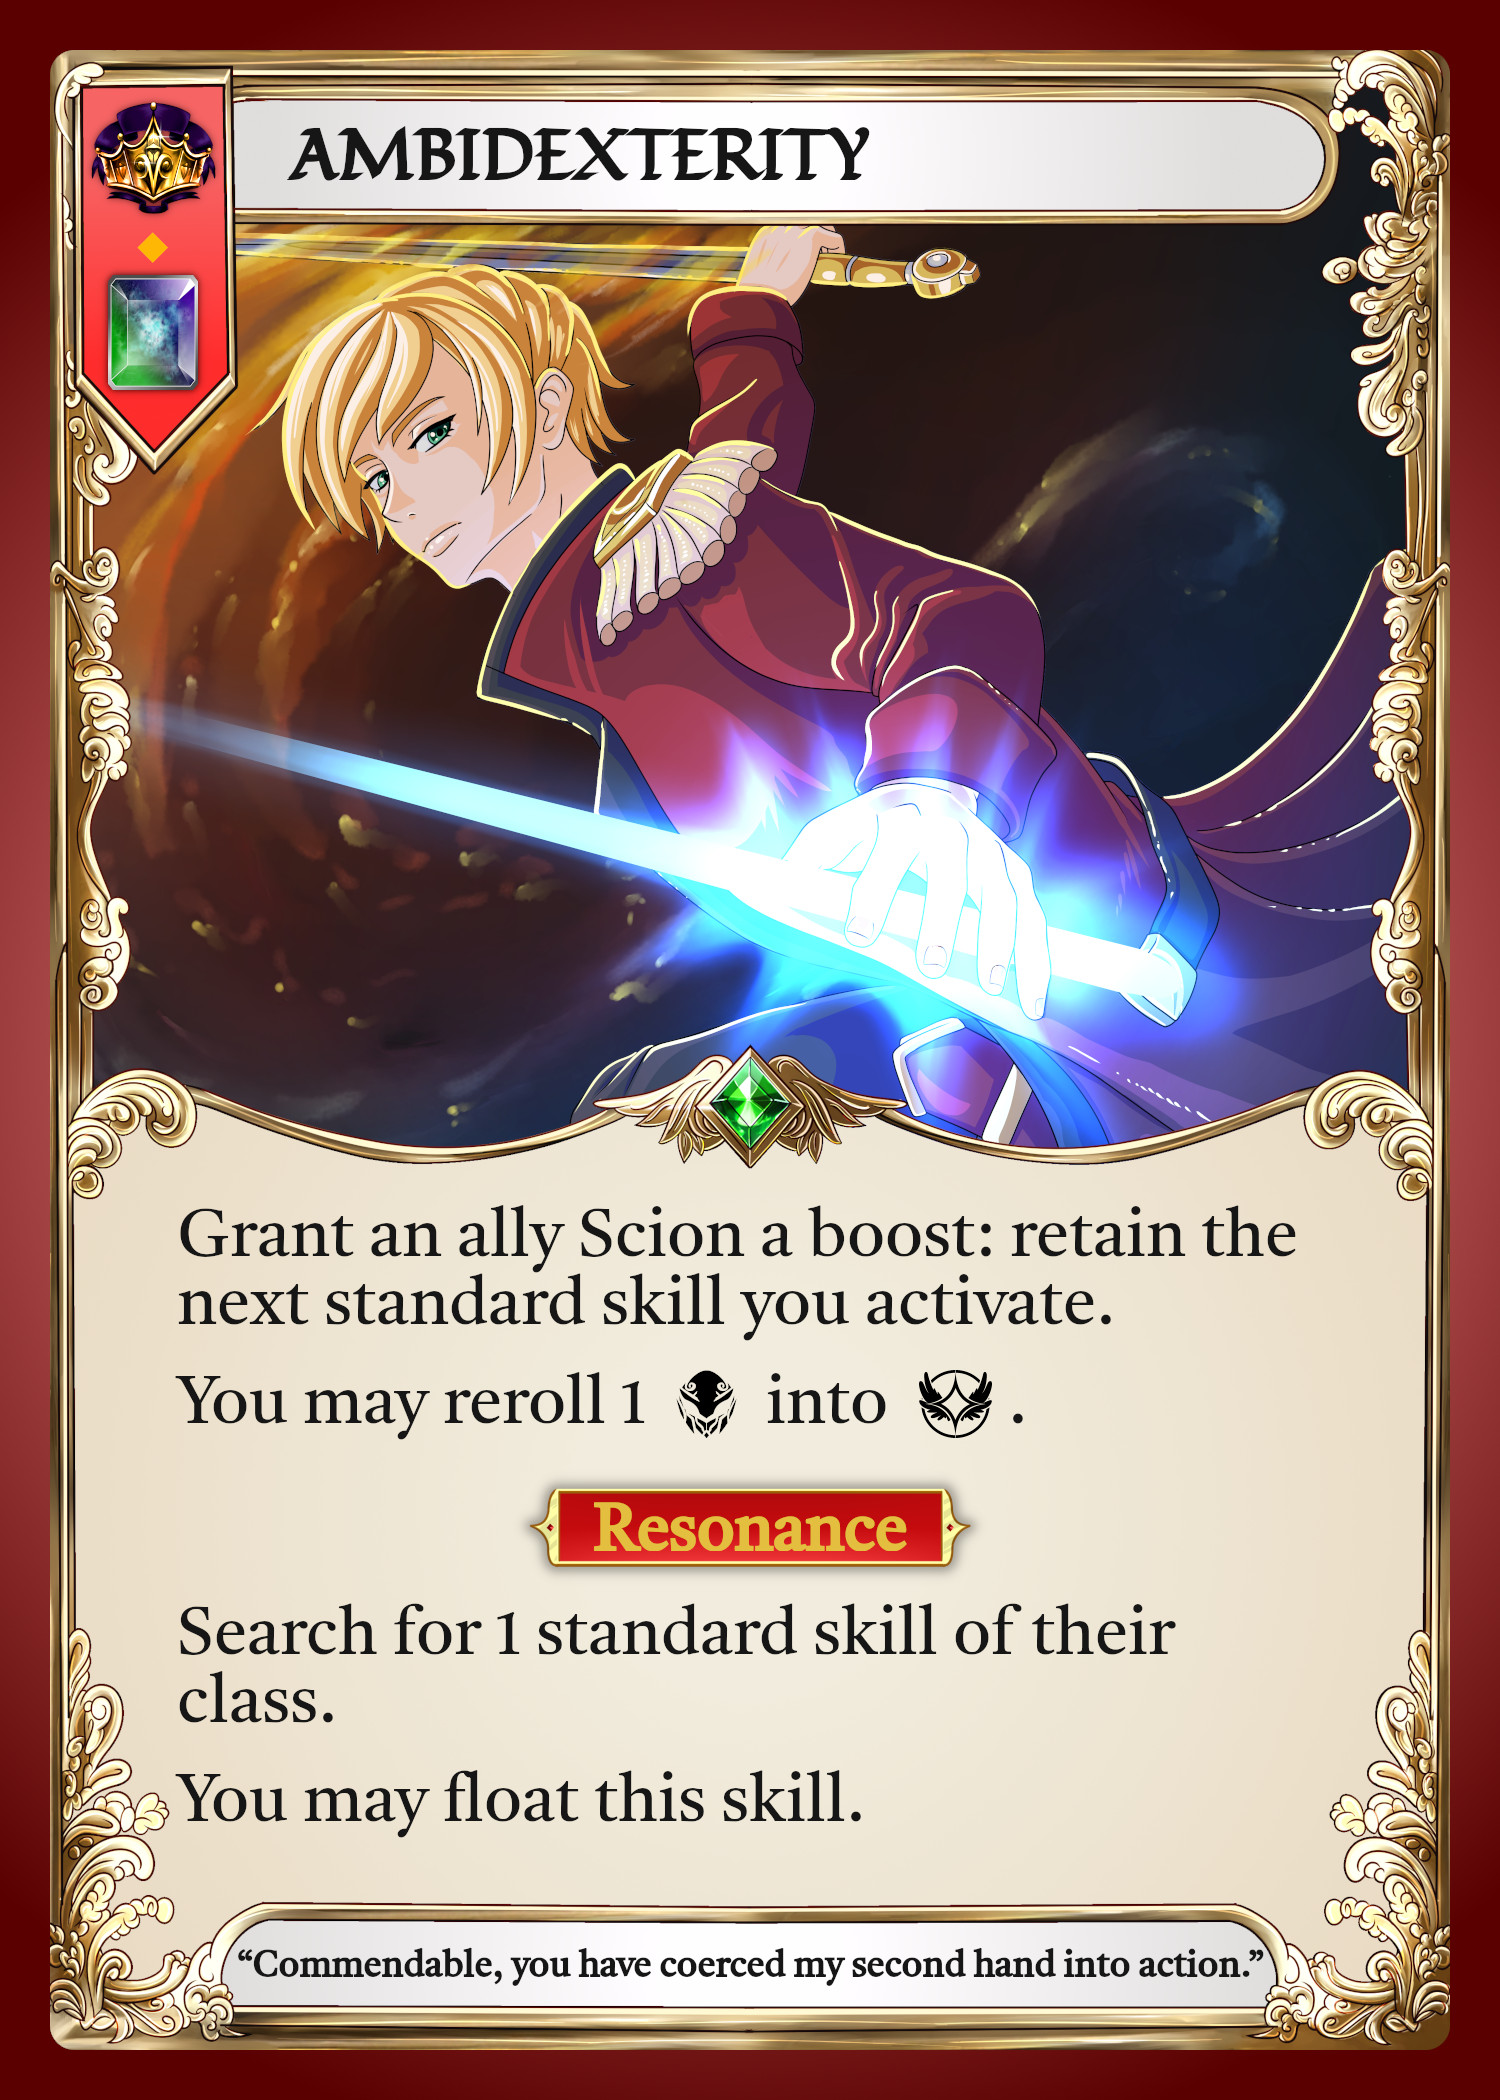 AMBIDEXTERITY
Grant an ally Scion a boost: retain the
next standard skill you activate.
You may reroll 1 into .
Resonance
Search for 1 standard skill of their
class.
You may float this skill.
“Commendable, you have coerced my second hand into action.”